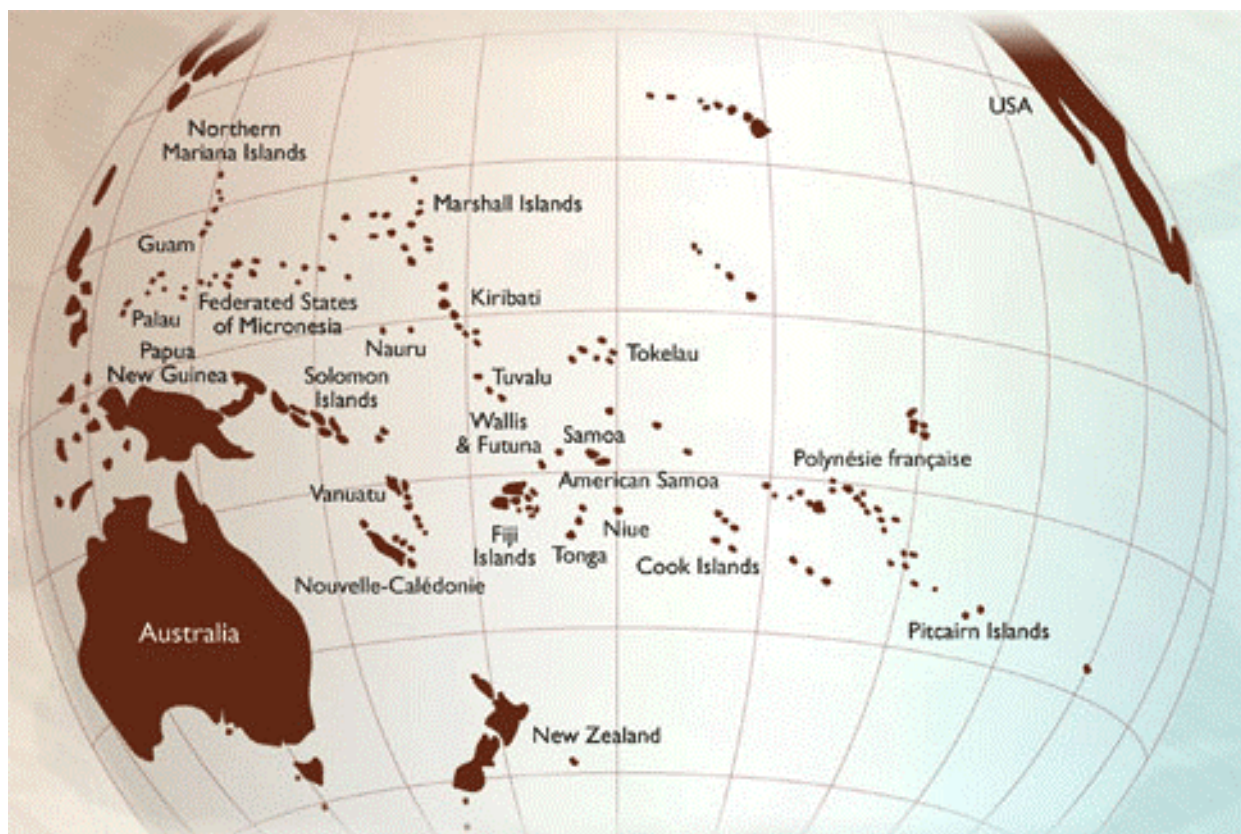 USA
Northern
Mariana Islands
Marshall Islands
Guam
Kiribati
Federated States
of Micronesia
Palau
Nauru
Tokelau
Papua
New Guinea
Solomon
Islands
Tuvalu
Wallis
& Futuna
Samoa
Polynésie française
American Samoa
Vanuatu
Fiji
Islands
Niue
Tonga
Cook Islands
Nouvelle-Calédonie
Australia
Pitcairn Islands
New Zealand